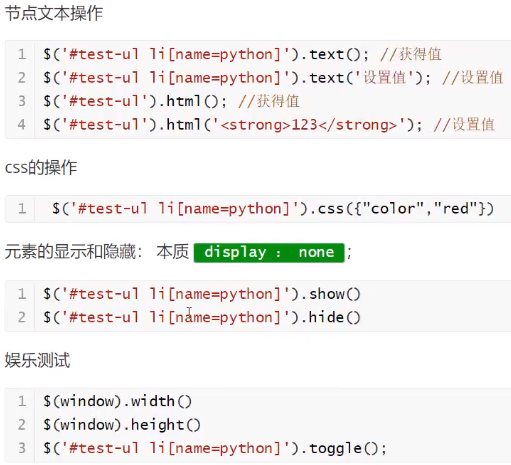 节点文本操作
1 $('#test-ul li[name=python]').text(); //获得值
2 $('#test-ul li[name=python]').text('设置值'); //设置值
3 $('#test-ul').html(); //获得值
4 $('#test-ul').html('<strong>123</strong>'); //设置值
css的操作
1 $('#test-ul li[name=python]').css({"color","red"})
元素的显示和隐藏： 本质 display ： none ；
1 $('#test-ul li[name=python]').show()
2 $('#test-ul li[name=python]').hide()
娱乐测试
1 $(window).width()
2 $(window).height()
3 $('#test-ul li[name=python]').toggle();